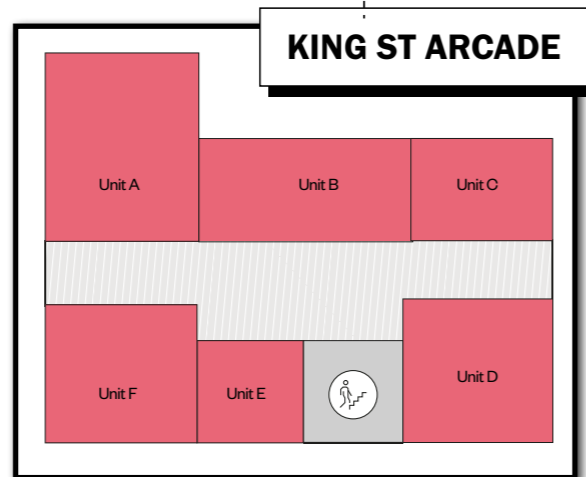 KING ST ARCADE
Unit A
Unit B
Unit C
Unit F
Unit E
Unit D